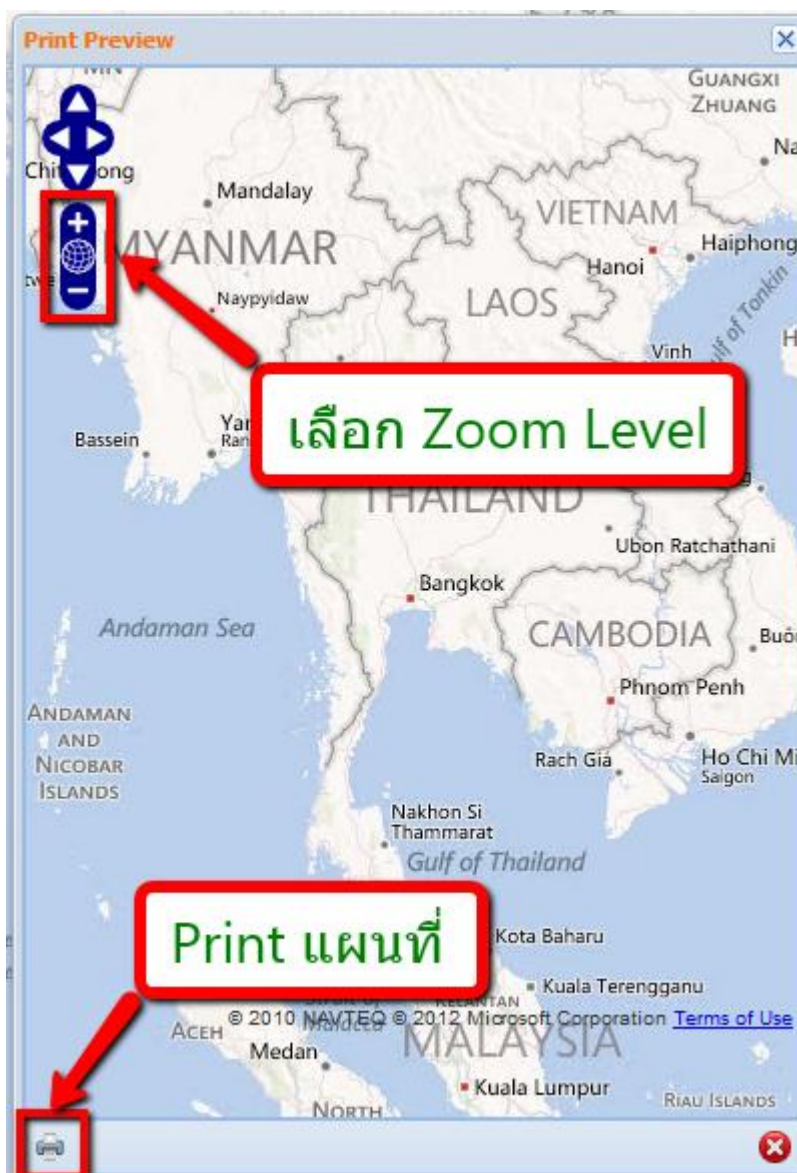 Print Preview
GUANGXI
ZHUANG
Mandalay
VIETNAM
MYANMAR
Haiphong
Hanoi
Naypyidaw
LAOS
Gulf of Tonkin
Vinh
เลือก Zoom Level
Bassein
THAILAND
Ubon Ratchathani
Bangkok
Andaman Sea
CAMBODIA
Phnom Penh
ANDAMAN
AND
NICOBAR
ISLANDS
Rach Giá
Ho Chi Mi
Saigon
Nakhon Si
Thammarat
Gulf of Thailand
Print แผนที่
Kota Baharu
Kuala Terengganu
KELANTAN
© 2010 NAVTEQ © 2012 Microsoft Corporation Terms of Use
ACEH
MALAYSIA
Medan
Kuala Lumpur
NORTH
RIAU ISLANDS